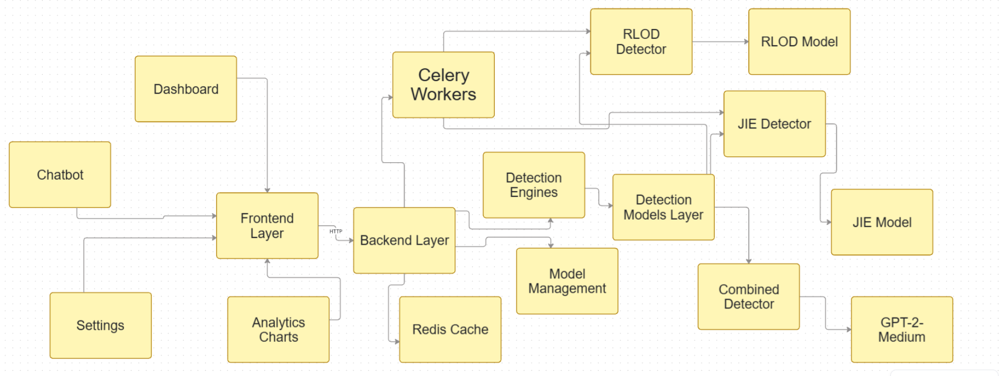 RLOD
Detector
RLOD Model
Celery
Workers
Dashboard
JIE Detector
Chatbot
Detection
Engines
Detection
Models Layer
Frontend
Layer
HTTP
Backend Layer
JIE Model
Model
Management
Combined
Detector
Settings
Analytics
Charts
Redis Cache
GPT-2-
Medium